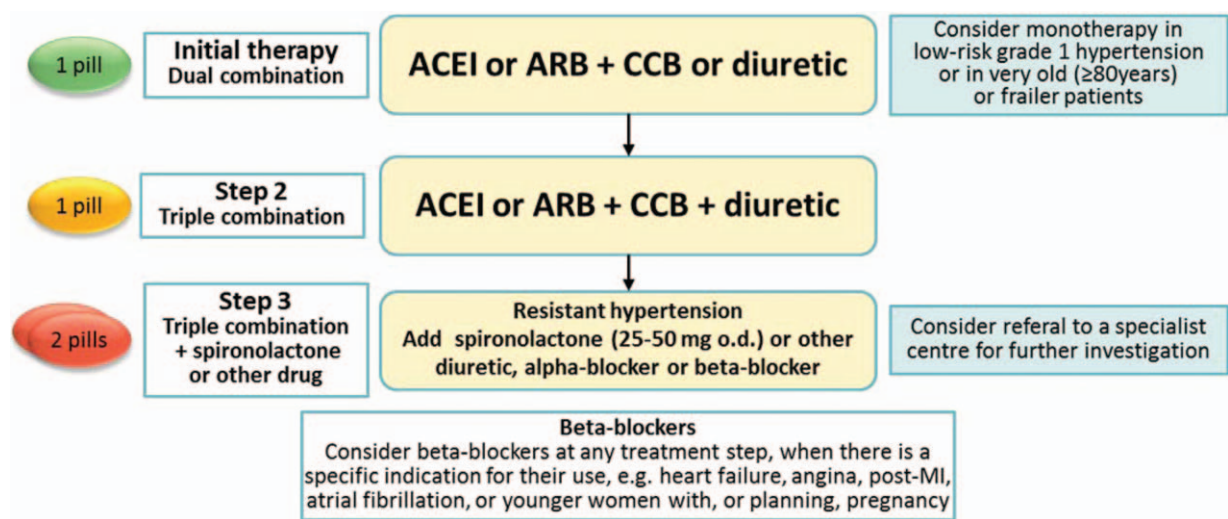 1 pill
Initial therapy
Dual combination
ACEI or ARB + CCB or diuretic
Consider monotherapy in
low-risk grade 1 hypertension
or in very old (≥80years)
or frailer patients
1 pill
Step 2
Triple combination
ACEI or ARB + CCB + diuretic
2 pills
Step 3
Triple combination
+ spironolactone
or other drug
Resistant hypertension
Add spironolactone (25-50 mg o.d.) or other
diuretic, alpha-blocker or beta-blocker
Consider referal to a specialist
centre for further investigation
Beta-blockers
Consider beta-blockers at any treatment step, when there is a
specific indication for their use, e.g. heart failure, angina, post-MI,
atrial fibrillation, or younger women with, or planning, pregnancy